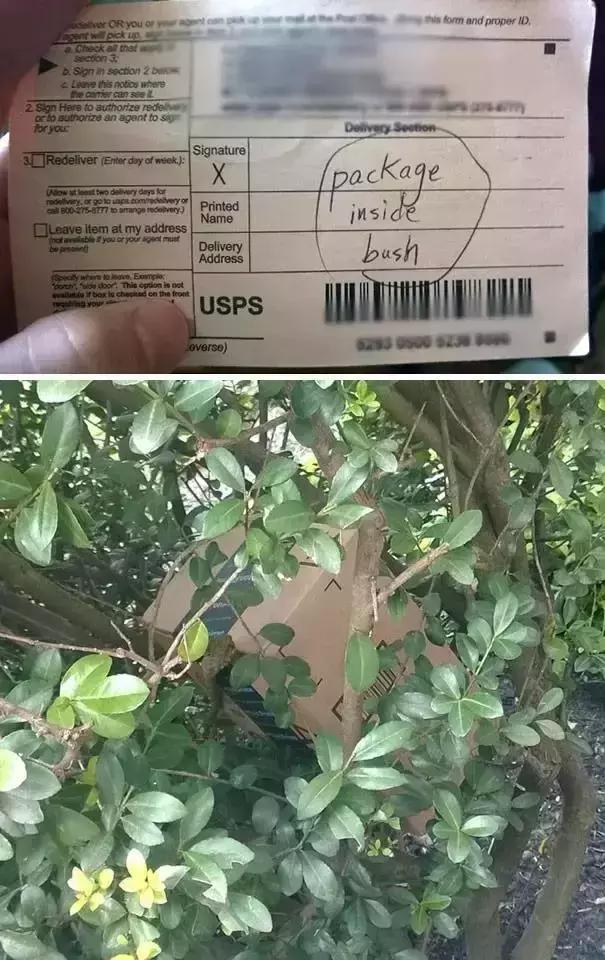 redeliver OR you or your agent can pick up your mail at the Post Office. this form and proper ID.
agent will pick up,
a. Check all that
section 3;
b. Sign in section 2 below
c. Leave this notice where
the carrier can see it.
2. Sign Here to authorize redelivery
or to authorize an agent to sign
for you:
Delivery Section
3. Redeliver (Enter day of week.):
(Allow at least two delivery days for
redelivery, or go to usps.com/redelivery or
call 800-275-8777 to arrange redelivery.)
Leave item at my address
(not available if you or your agent must
be present)
(Specify where to leave. Example:
"porch", "side door". This option is not
available if box is checked on the front
requiring your
Signature
X
Printed
Name
Delivery
Address
package
inside
bush
USPS
everse)